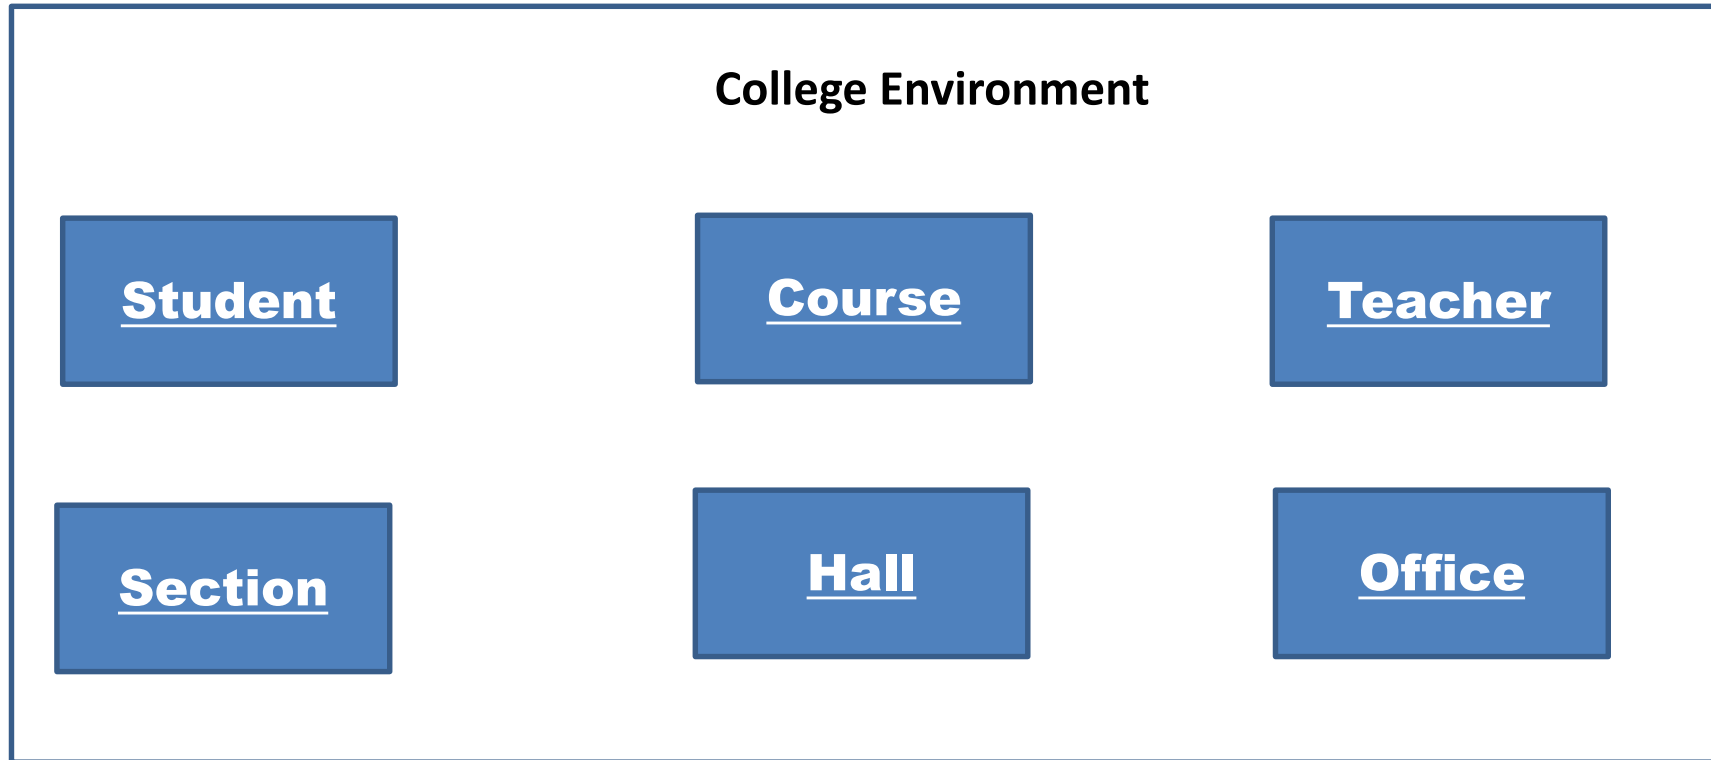 College Environment
Student
Course
Teacher
Section
Hall
Office